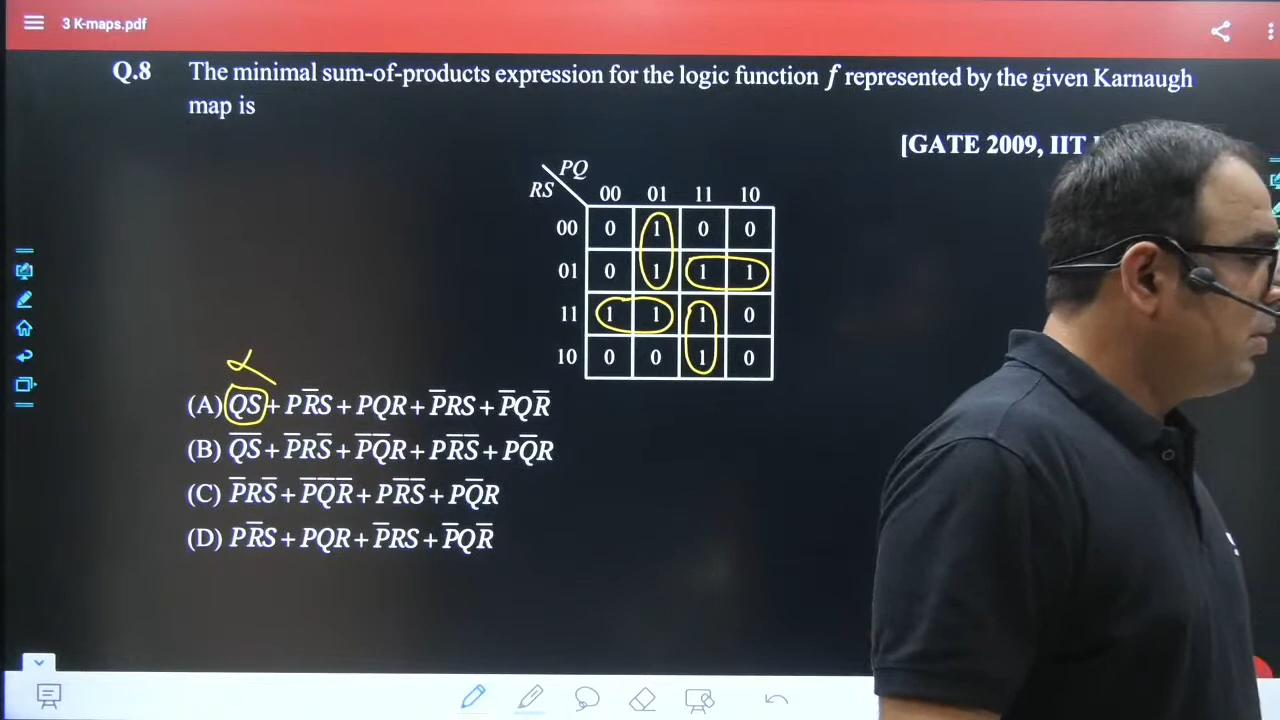 3 K-maps.pdf
Q.8 The minimal sum-of-products expression for the logic function f represented by the given Karnaugh
map is
[GATE 2009, IIT
PQ
RS 00 01 11 10
00 0 1 0 0
01 0 1 1 1
11 1 1 1 0
10 0 0 1 0
(A) QS + PR̅S + PQR + P̅RS + P̅QR̅
(B) Q̅S̅ + P̅RS̅ + P̅Q̅R + PR̅S̅ + PQ̅R
(C) P̅RS̅ + P̅Q̅R̅ + PR̅S̅ + PQ̅R
(D) PR̅S + PQR + P̅RS + P̅QR̅